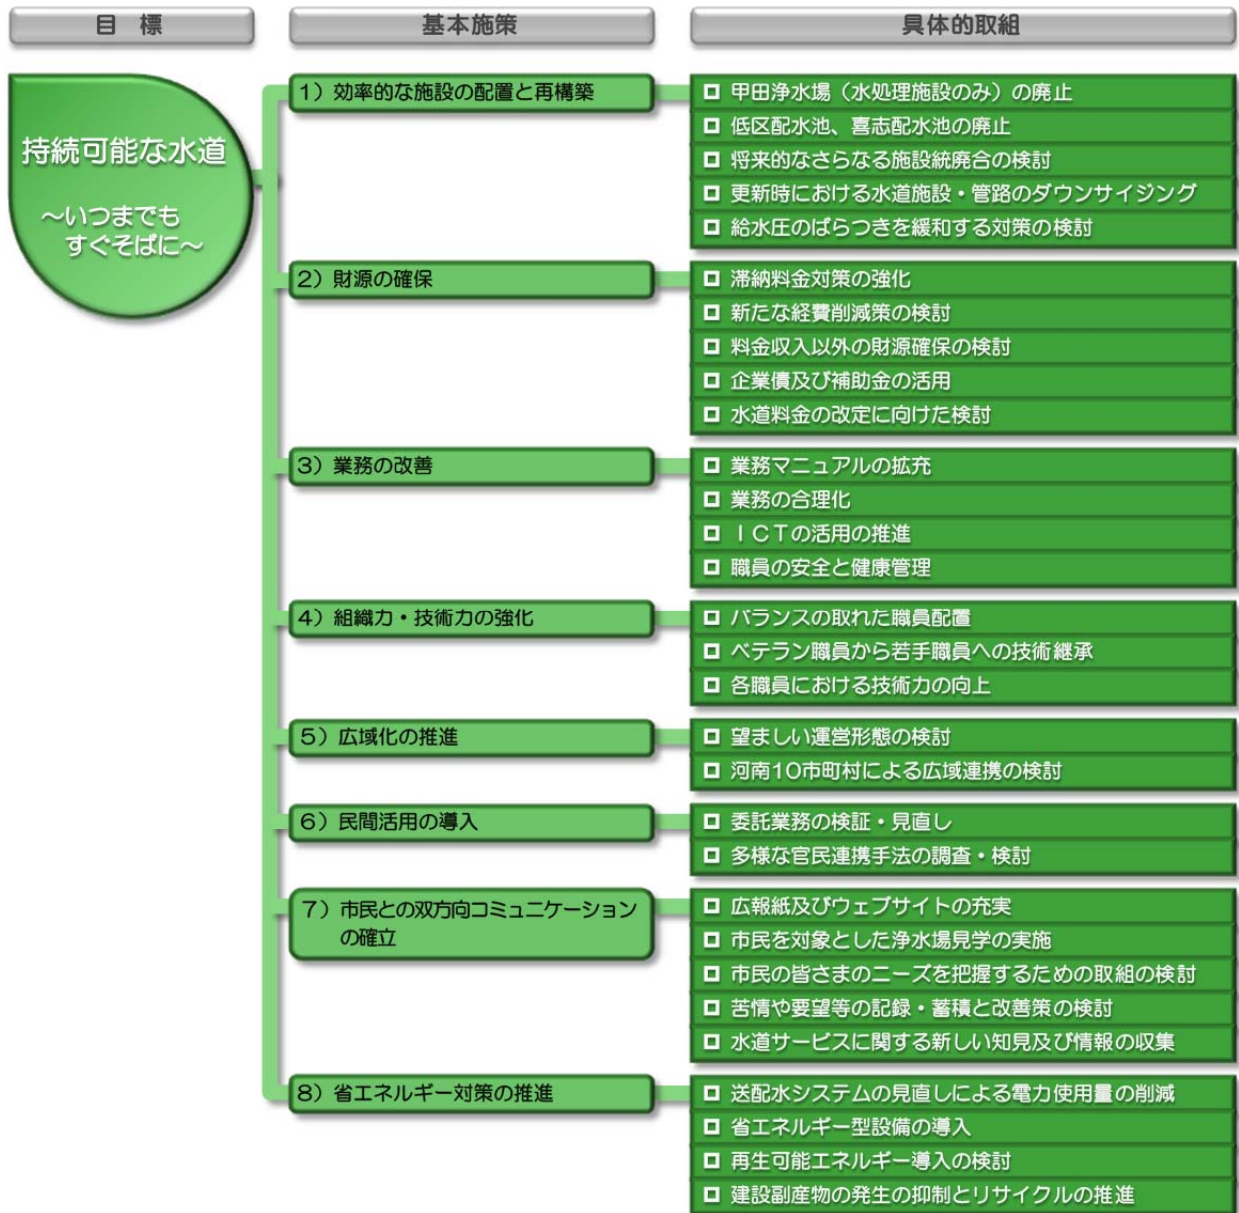 目 標
基本施策
具体的取組
持続可能な水道
～いつまでも
すぐそばに～
1）効率的な施設の配置と再構築
甲田浄水場（水処理施設のみ）の廃止
低区配水池、喜志配水池の廃止
将来的なさらなる施設統廃合の検討
更新時における水道施設・管路のダウンサイジング
給水圧のばらつきを緩和する対策の検討
2）財源の確保
滞納料金対策の強化
新たな経費削減策の検討
料金収入以外の財源確保の検討
企業債及び補助金の活用
水道料金の改定に向けた検討
3）業務の改善
業務マニュアルの拡充
業務の合理化
ＩＣＴの活用の推進
職員の安全と健康管理
4）組織力・技術力の強化
バランスの取れた職員配置
ベテラン職員から若手職員への技術継承
各職員における技術力の向上
5）広域化の推進
望ましい運営形態の検討
河南10市町村による広域連携の検討
6）民間活用の導入
委託業務の検証・見直し
多様な官民連携手法の調査・検討
7）市民との双方向コミュニケーション
の確立
広報紙及びウェブサイトの充実
市民を対象とした浄水場見学の実施
市民の皆さまのニーズを把握するための取組の検討
苦情や要望等の記録・蓄積と改善策の検討
水道サービスに関する新しい知見及び情報の収集
8）省エネルギー対策の推進
送配水システムの見直しによる電力使用量の削減
省エネルギー型設備の導入
再生可能エネルギー導入の検討
建設副産物の発生の抑制とリサイクルの推進